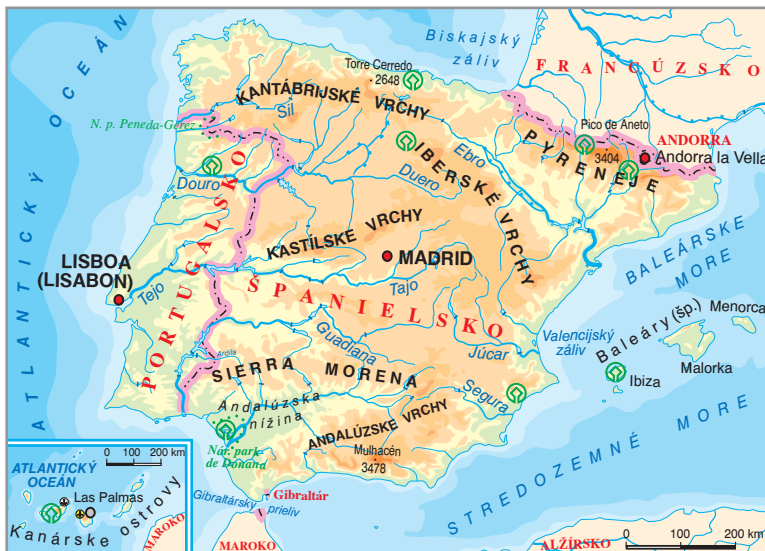 ATLANTICKÝ OCEÁN
Biskajský
záliv
FRANCÚZSKO
Torre Cerredo
2648
KANTÁBRIJSKÉ VRCHY
Sil
N. p. Peneda-Gerez
Pico de Aneto
3404
ANDORRA
Andorra la Vella
PYRENEJE
Ebro
IBERSKÉ VRCHY
Douro
Duero
PORTUGALSKO
KASTÍLSKE VRCHY
MADRID
LISBOA
(LISABON)
Tejo
Tajo
ŠPANIELSKO
BALEÁRSKE
MORE
Menorca
Baleáry (šp.)
Malorka
Ibiza
Valencijský
záliv
Júcar
Guadiana
Ardila
SIERRA MORENA
Segura
Andalúzska
nížina
ANDALÚZSKE VRCHY
Mulhacén
3478
Nár. park
de Donana
STREDOZEMNÉ MORE
Gibraltár
Gibraltársky
prieliv
MAROKO
ALŽÍRSKO
0 100 200 km
ATLANTICKÝ
OCEÁN
0 100 200 km
Las Palmas
Kanárske ostrovy
MAROKO